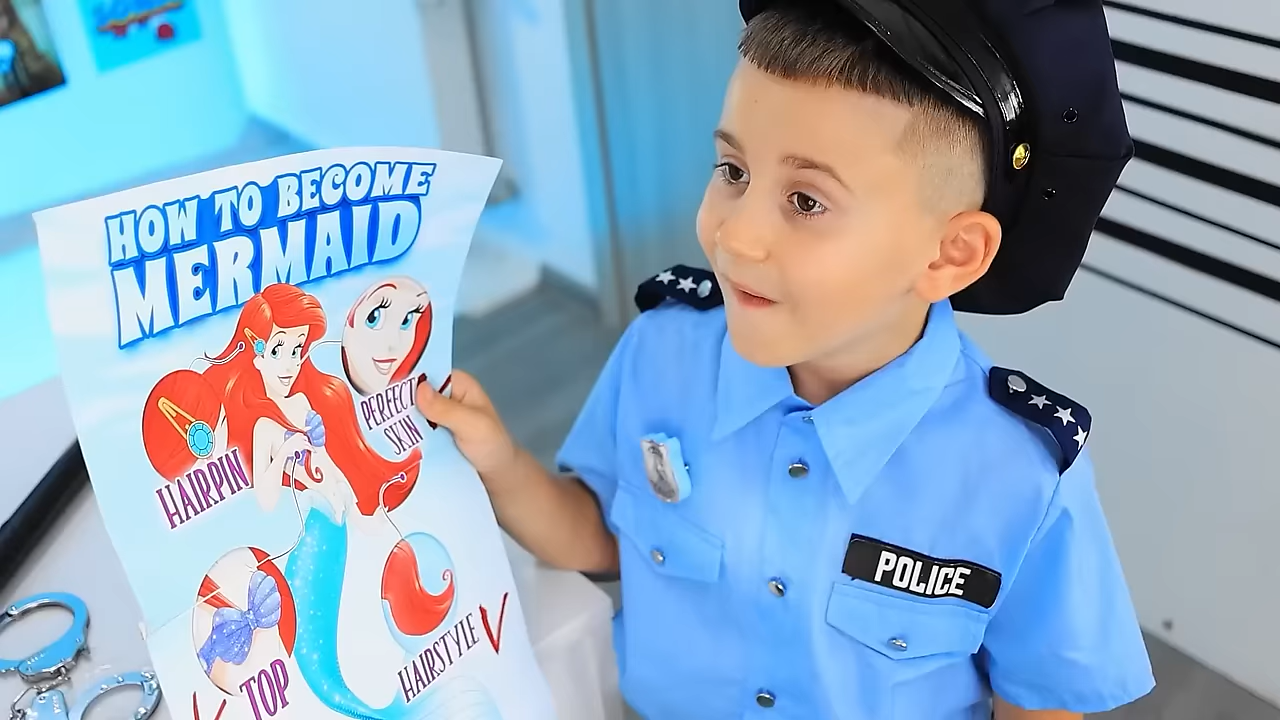 HOW TO BECOME
MERMAID
PERFECT
SKIN
HAIRPIN
HAIRSTYLE
TOP
POLICE